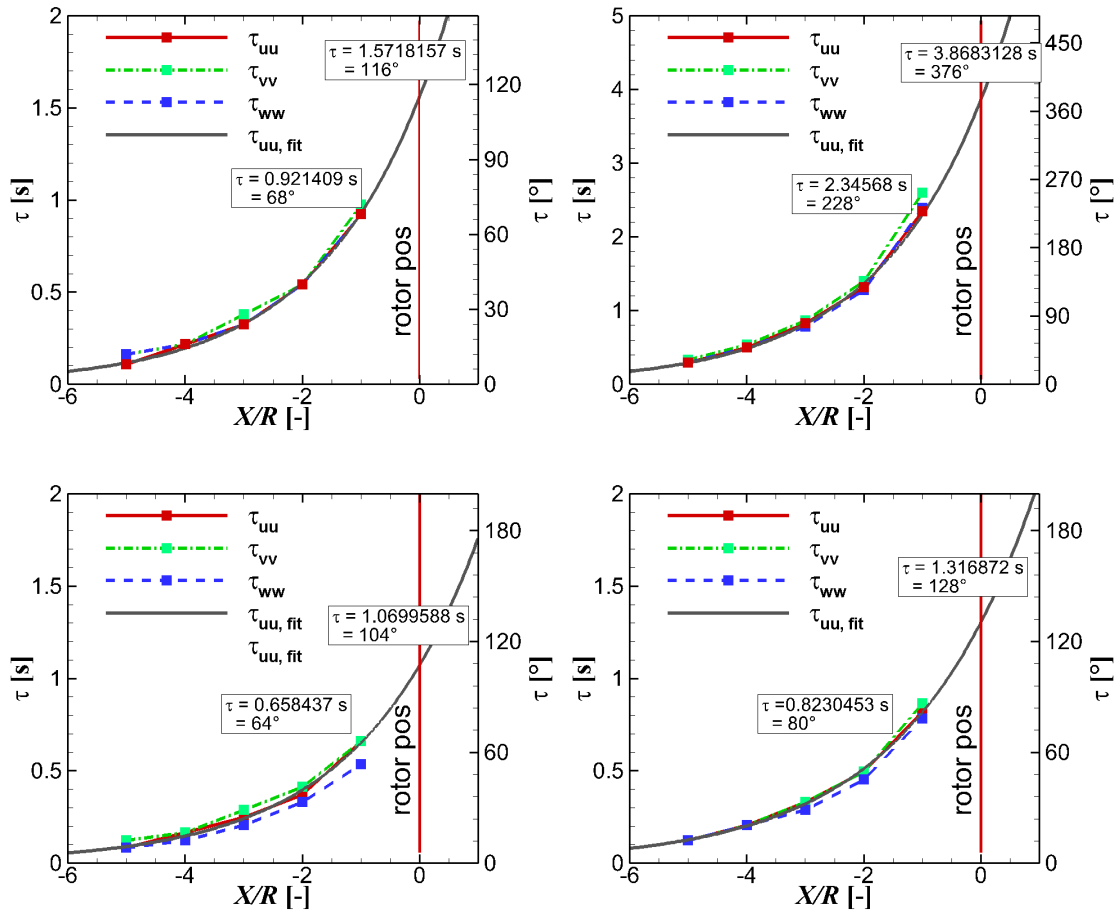 2
1.5
1
0.5
0
τ [s]
τuu
τvv
τww
τuu, fit
τ = 1.5718157 s
= 116°
τ = 0.921409 s
= 68°
rotor pos
120
90
60
30
0
τ [°]
-6
-4
-2
0
X/R [-]
5
4
3
2
1
0
τ [s]
τuu
τvv
τww
τuu, fit
τ = 3.8683128 s
= 376°
τ = 2.34568 s
= 228°
rotor pos
450
360
270
180
90
0
τ [°]
-6
-4
-2
0
X/R [-]
2
1.5
1
0.5
0
τ [s]
τuu
τvv
τww
τuu, fit
τuu, fit
τ = 1.0699588 s
= 104°
τ = 0.658437 s
= 64°
rotor pos
180
120
60
0
τ [°]
-6
-4
-2
0
X/R [-]
2
1.5
1
0.5
0
τ [s]
τuu
τvv
τww
τuu, fit
τ = 1.316872 s
= 128°
τ =0.8230453 s
= 80°
rotor pos
180
120
60
0
τ [°]
-6
-4
-2
0
X/R [-]